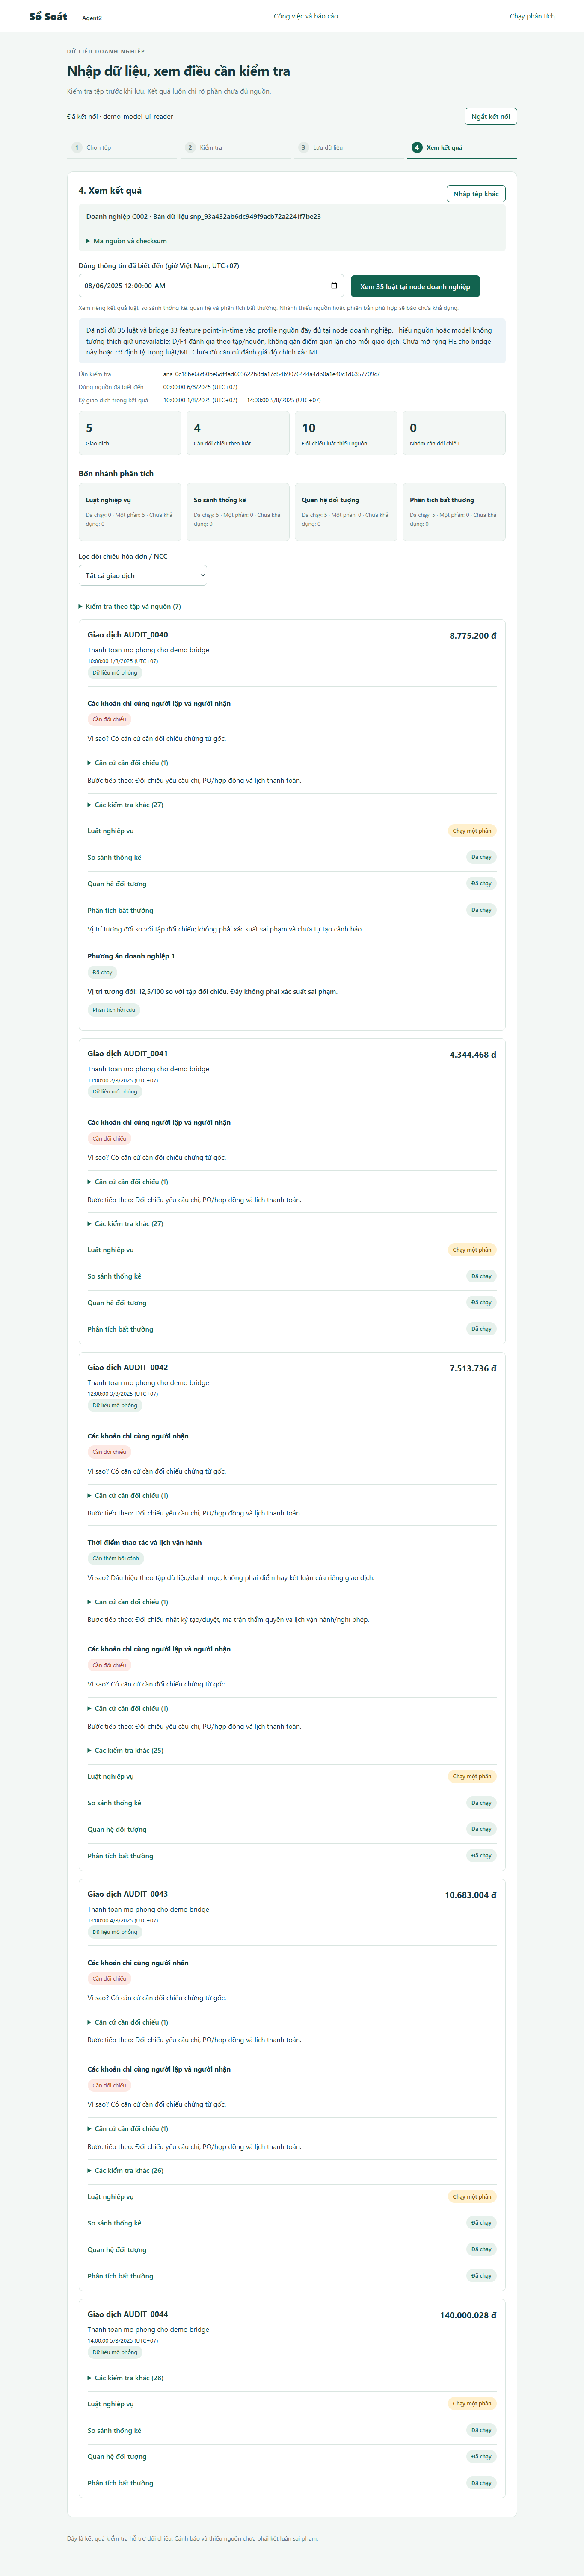 Sổ Soát
Agent2
Công việc và báo cáo
Chạy phân tích
DỮ LIỆU DOANH NGHIỆP
Nhập dữ liệu, xem điều cần kiểm tra
Kiểm tra tệp trước khi lưu. Kết quả luôn chỉ rõ phần chưa đủ nguồn.
Đã kết nối · demo-model-ui-reader
Ngắt kết nối
1 Chọn tệp
2 Kiểm tra
3 Lưu dữ liệu
4 Xem kết quả
4. Xem kết quả
Nhập tệp khác
Doanh nghiệp C002 · Bản dữ liệu snp_93a432ab6dc949f9acb72a2241f7be23
Mã nguồn và checksum
Dùng thông tin đã biết đến (giờ Việt Nam, UTC+07)
08/06/2025 12:00:00 AM
Xem 35 luật tại node doanh nghiệp
Xem riêng kết quả luật, so sánh thống kê, quan hệ và phân tích bất thường. Nhánh thiếu nguồn hoặc phiên bản phù hợp sẽ báo chưa khả dụng.
Đã nối đủ 35 luật và bridge 33 feature point-in-time vào profile nguồn đầy đủ tại node doanh nghiệp. Thiếu nguồn hoặc model không
tương thích giữ unavailable; D/F4 đánh giá theo tập/nguồn, không gán điểm gian lận cho mỗi giao dịch. Chưa mở rộng HE cho bridge
này hoặc cố định tỷ trọng luật/ML. Chưa đủ căn cứ đánh giá độ chính xác ML.
Lần kiểm tra
ana_0c18be66f80be6df4ad603622b8da17d54b9076444a4db0a1e40c1d6357709c7
Dùng nguồn đã biết đến
00:00:00 6/8/2025 (UTC+07)
Kỳ giao dịch trong kết quả
10:00:00 1/8/2025 (UTC+07) — 14:00:00 5/8/2025 (UTC+07)
5
Giao dịch
4
Cần đối chiếu theo luật
10
Đối chiếu luật thiếu nguồn
0
Nhóm cần đối chiếu
Bốn nhánh phân tích
Luật nghiệp vụ
Đã chạy: 0 · Một phần: 5 · Chưa khả
dụng: 0
So sánh thống kê
Đã chạy: 5 · Một phần: 0 · Chưa khả
dụng: 0
Quan hệ đối tượng
Đã chạy: 5 · Một phần: 0 · Chưa khả
dụng: 0
Phân tích bất thường
Đã chạy: 5 · Một phần: 0 · Chưa khả
dụng: 0
Lọc đối chiếu hóa đơn / NCC
Tất cả giao dịch
Kiểm tra theo tập và nguồn (7)
Giao dịch AUDIT_0040
8.775.200 đ
Thanh toan mo phong cho demo bridge
10:00:00 1/8/2025 (UTC+07)
Dữ liệu mô phỏng
Các khoản chi cùng người lập và người nhận
Cần đối chiếu
Vì sao? Có căn cứ cần đối chiếu chứng từ gốc.
Căn cứ cần đối chiếu (1)
Bước tiếp theo: Đối chiếu yêu cầu chi, PO/hợp đồng và lịch thanh toán.
Các kiểm tra khác (27)
Luật nghiệp vụ
Chạy một phần
So sánh thống kê
Đã chạy
Quan hệ đối tượng
Đã chạy
Phân tích bất thường
Đã chạy
Vị trí tương đối so với tập đối chiếu; không phải xác suất sai phạm và chưa tự tạo cảnh báo.
Phương án doanh nghiệp 1
Đã chạy
Vị trí tương đối: 12,5/100 so với tập đối chiếu. Đây không phải xác suất sai phạm.
Phân tích hồi cứu
Giao dịch AUDIT_0041
4.344.468 đ
Thanh toan mo phong cho demo bridge
11:00:00 2/8/2025 (UTC+07)
Dữ liệu mô phỏng
Các khoản chi cùng người lập và người nhận
Cần đối chiếu
Vì sao? Có căn cứ cần đối chiếu chứng từ gốc.
Căn cứ cần đối chiếu (1)
Bước tiếp theo: Đối chiếu yêu cầu chi, PO/hợp đồng và lịch thanh toán.
Các kiểm tra khác (27)
Luật nghiệp vụ
Chạy một phần
So sánh thống kê
Đã chạy
Quan hệ đối tượng
Đã chạy
Phân tích bất thường
Đã chạy
Giao dịch AUDIT_0042
7.513.736 đ
Thanh toan mo phong cho demo bridge
12:00:00 3/8/2025 (UTC+07)
Dữ liệu mô phỏng
Các khoản chi cùng người lập và người nhận
Cần đối chiếu
Vì sao? Có căn cứ cần đối chiếu chứng từ gốc.
Căn cứ cần đối chiếu (1)
Bước tiếp theo: Đối chiếu yêu cầu chi, PO/hợp đồng và lịch thanh toán.
Thời điểm thao tác và lịch vận hành
Cần thêm bối cảnh
Vì sao? Dấu hiệu theo tập dữ liệu/danh mục; không phải điểm hay kết luận của riêng giao dịch.
Căn cứ cần đối chiếu (1)
Bước tiếp theo: Đối chiếu nhật ký tạo/duyệt, ma trận thẩm quyền và lịch vận hành/nghỉ phép.
Các khoản chi cùng người lập và người nhận
Cần đối chiếu
Vì sao? Có căn cứ cần đối chiếu chứng từ gốc.
Căn cứ cần đối chiếu (1)
Bước tiếp theo: Đối chiếu yêu cầu chi, PO/hợp đồng và lịch thanh toán.
Các kiểm tra khác (25)
Luật nghiệp vụ
Chạy một phần
So sánh thống kê
Đã chạy
Quan hệ đối tượng
Đã chạy
Phân tích bất thường
Đã chạy
Giao dịch AUDIT_0043
10.683.004 đ
Thanh toan mo phong cho demo bridge
13:00:00 4/8/2025 (UTC+07)
Dữ liệu mô phỏng
Các khoản chi cùng người lập và người nhận
Cần đối chiếu
Vì sao? Có căn cứ cần đối chiếu chứng từ gốc.
Căn cứ cần đối chiếu (1)
Bước tiếp theo: Đối chiếu yêu cầu chi, PO/hợp đồng và lịch thanh toán.
Các khoản chi cùng người lập và người nhận
Cần đối chiếu
Vì sao? Có căn cứ cần đối chiếu chứng từ gốc.
Căn cứ cần đối chiếu (1)
Bước tiếp theo: Đối chiếu yêu cầu chi, PO/hợp đồng và lịch thanh toán.
Các kiểm tra khác (26)
Luật nghiệp vụ
Chạy một phần
So sánh thống kê
Đã chạy
Quan hệ đối tượng
Đã chạy
Phân tích bất thường
Đã chạy
Giao dịch AUDIT_0044
140.000.028 đ
Thanh toan mo phong cho demo bridge
14:00:00 5/8/2025 (UTC+07)
Dữ liệu mô phỏng
Các kiểm tra khác (28)
Luật nghiệp vụ
Chạy một phần
So sánh thống kê
Đã chạy
Quan hệ đối tượng
Đã chạy
Phân tích bất thường
Đã chạy
Đây là kết quả kiểm tra hỗ trợ đối chiếu. Cảnh báo và thiếu nguồn chưa phải kết luận sai phạm.